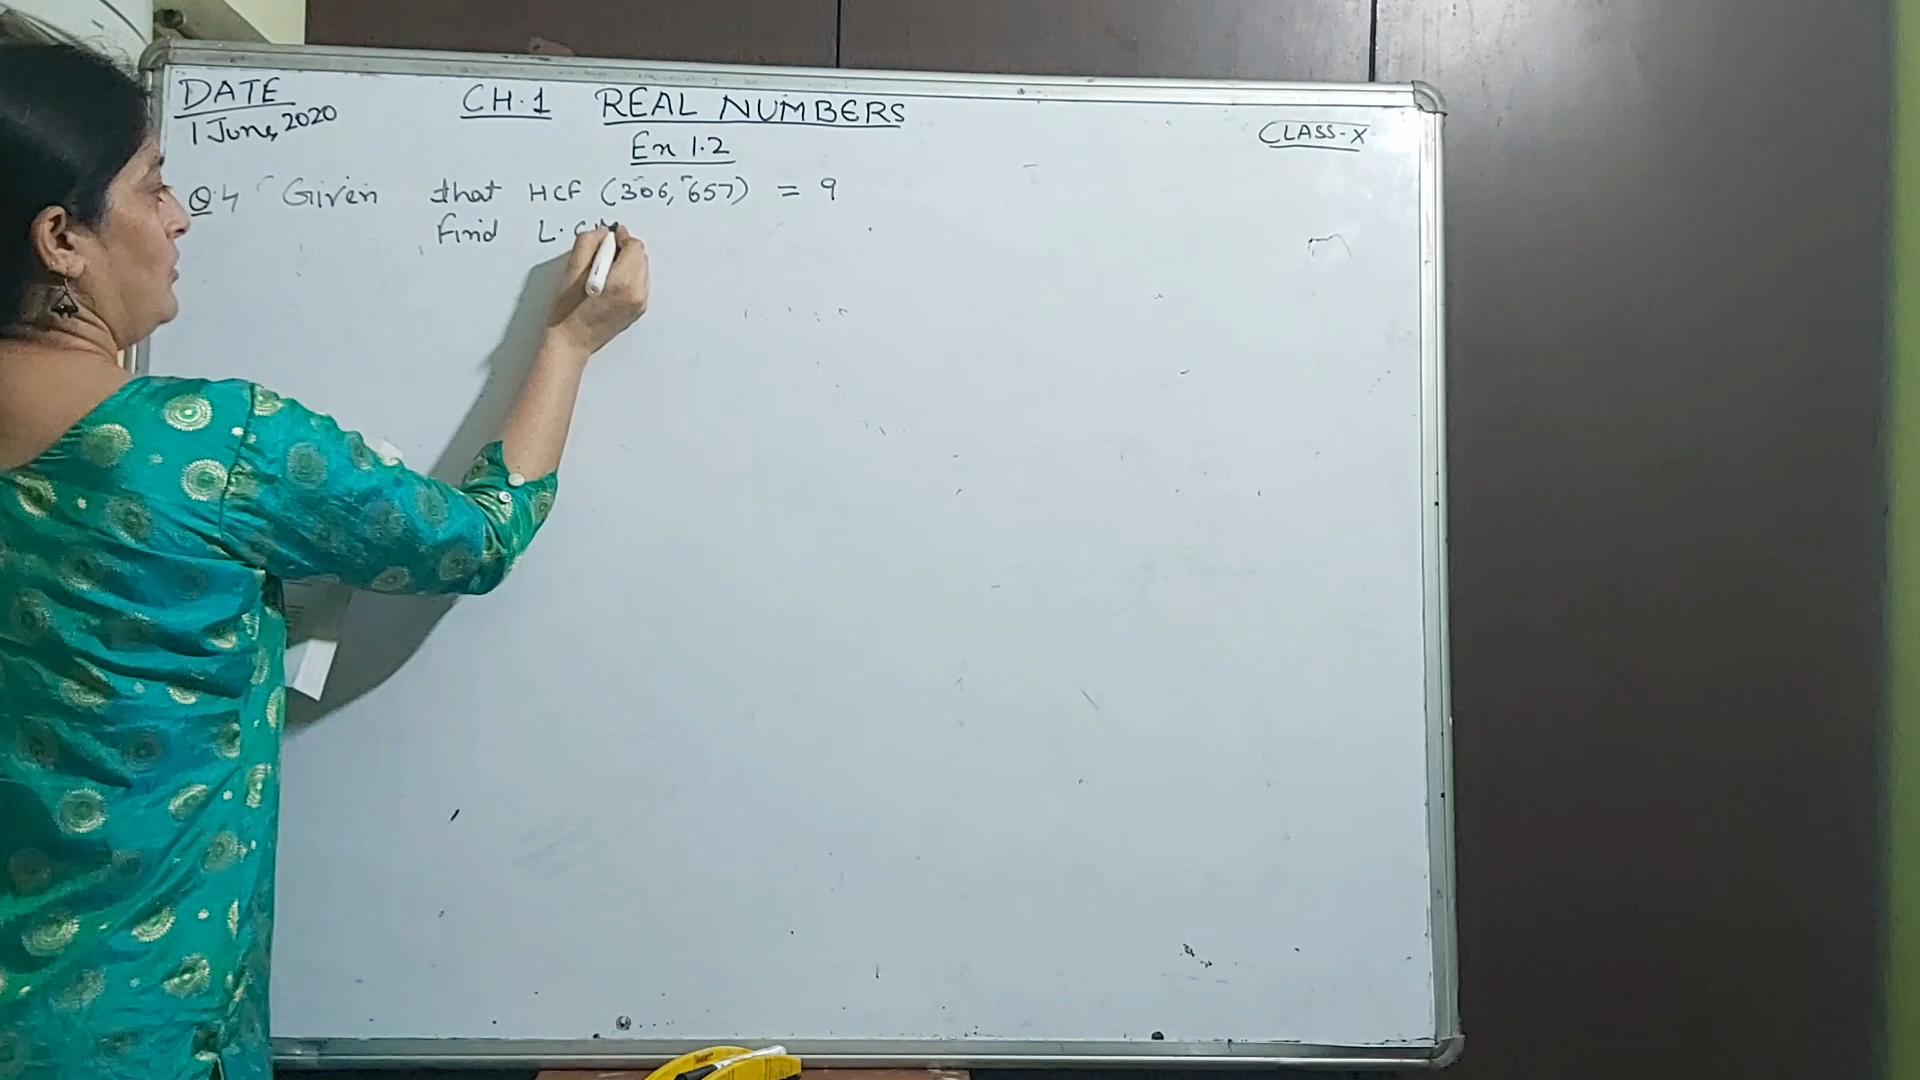 DATE
1 June, 2020
CH.1 REAL NUMBERS
Ex 1.2
CLASS-X
Q.4 Given that HCF (306, 657) = 9
find L.C.M